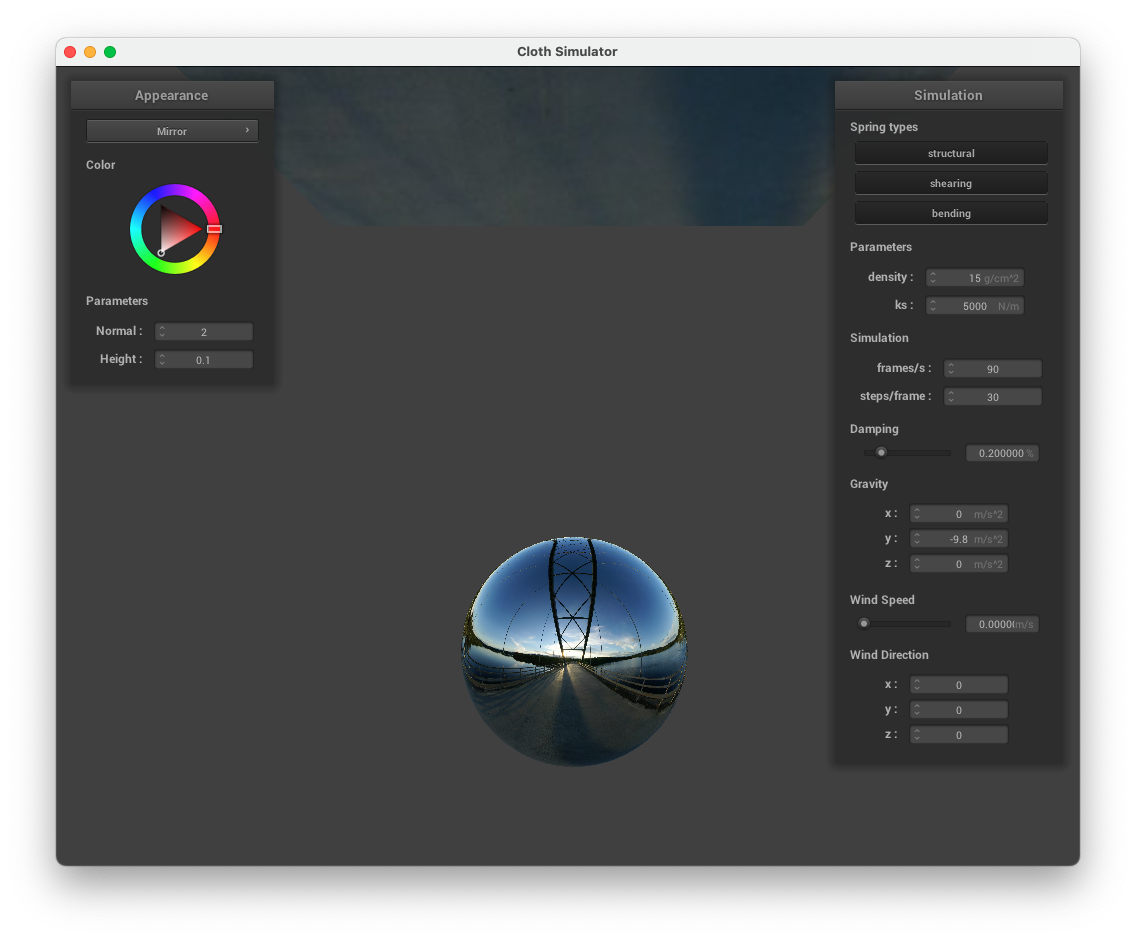 Cloth Simulator
Appearance
Mirror
Color
Parameters
Normal : 2
Height : 0.1
Simulation
Spring types
structural
shearing
bending
Parameters
density : 15 g/cm^2
ks : 5000 N/m
Simulation
frames/s : 90
steps/frame : 30
Damping
0.200000 %
Gravity
x : 0 m/s^2
y : -9.8 m/s^2
z : 0 m/s^2
Wind Speed
0.0000 m/s
Wind Direction
x : 0
y : 0
z : 0